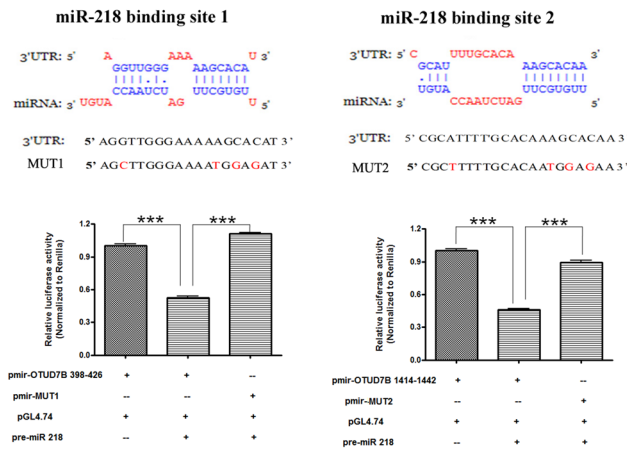 miR-218 binding site 1
3'UTR: 5' A AAA U 3'
GGUUGGG AAGCACA
CCAAUCU UUCGUGU
miRNA: 3' UGUA AG U 5'
3'UTR: 5' AGGTTGGGAAAAAGCACAT 3'
MUT1 5' AGCTTGGGAAAATGGAGAT 3'
Relative luciferase activity
(Normalized to Renilla)
1.2
0.9
0.6
0.3
0.0
*** ***
pmir-OTUD7B 398-426 + + --
pmir-MUT1 -- -- +
pGL4.74 + + +
pre-miR 218 -- + +
miR-218 binding site 2
3'UTR: 5' C UUUGCACA 3'
GCAU AAGCACAA
UGUA UUCGUGUU
miRNA: 3' CCAAUCUAG 5'
3'UTR: 5' CGCATTTTGCACAAAGCACAA 3'
MUT2 5' CGCTTTTTGCACAATGGAGAA 3'
Relative luciferase activity
(Normalized to Renilla)
1.2
0.9
0.6
0.3
0.0
*** ***
pmir-OTUD7B 1414-1442 + + --
pmir-MUT2 -- -- +
pGL4.74 + + +
pre-miR 218 -- + +